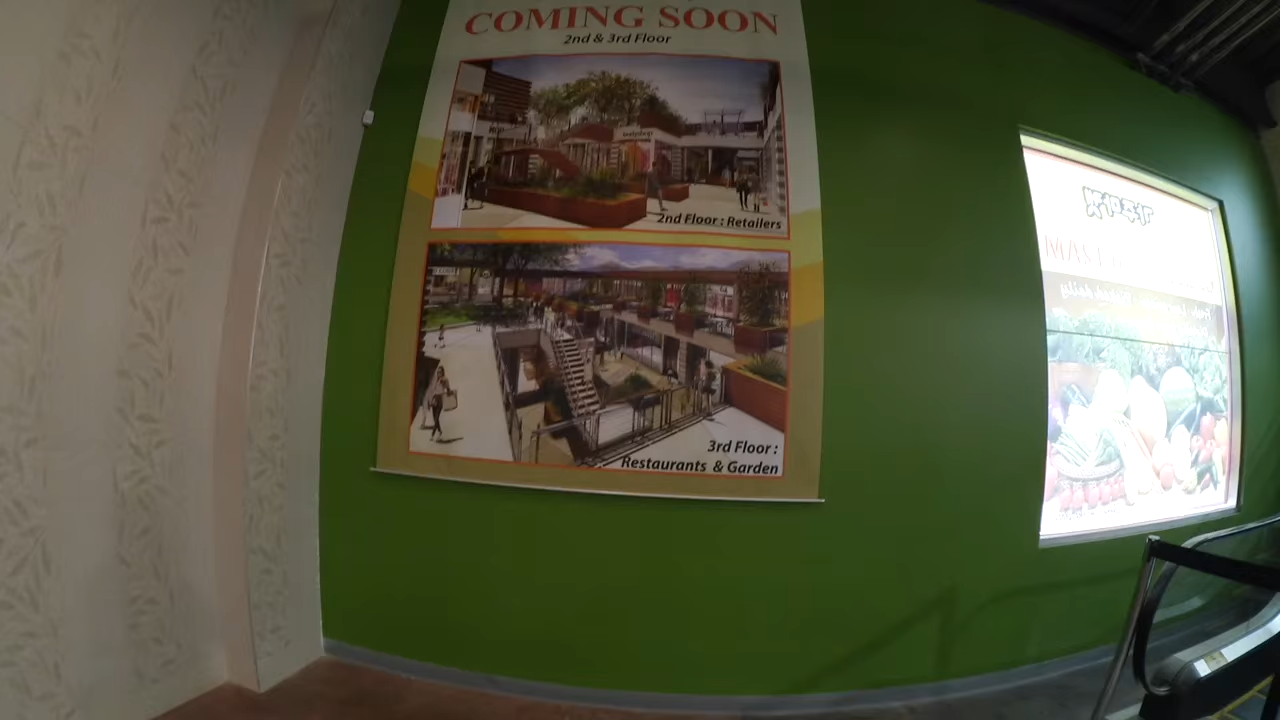 COMING SOON
2nd & 3rd Floor
2nd Floor : Retailers
3rd Floor :
Restaurants & Garden